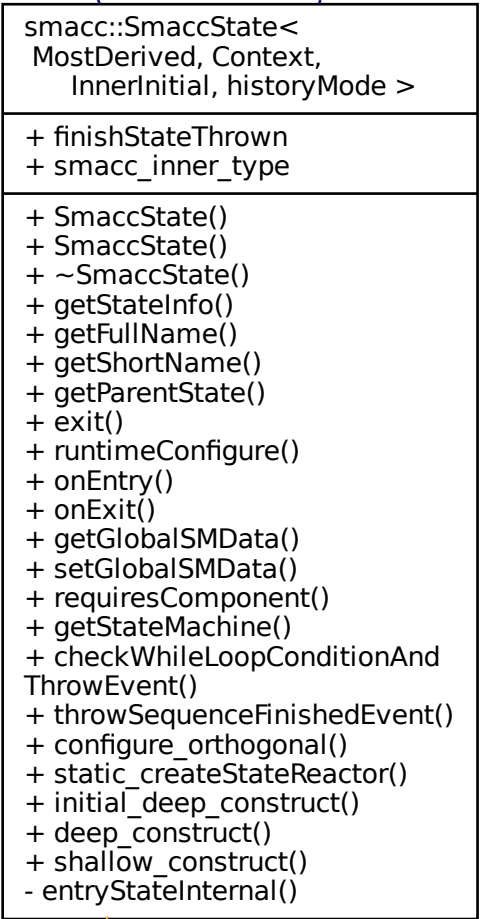 smacc::SmaccState<
MostDerived, Context,
InnerInitial, historyMode >
+ finishStateThrown
+ smacc_inner_type
+ SmaccState()
+ SmaccState()
+ ~SmaccState()
+ getStateInfo()
+ getFullName()
+ getShortName()
+ getParentState()
+ exit()
+ runtimeConfigure()
+ onEntry()
+ onExit()
+ getGlobalSMData()
+ setGlobalSMData()
+ requiresComponent()
+ getStateMachine()
+ checkWhileLoopConditionAnd
ThrowEvent()
+ throwSequenceFinishedEvent()
+ configure_orthogonal()
+ static_createStateReactor()
+ initial_deep_construct()
+ deep_construct()
+ shallow_construct()
- entryStateInternal()